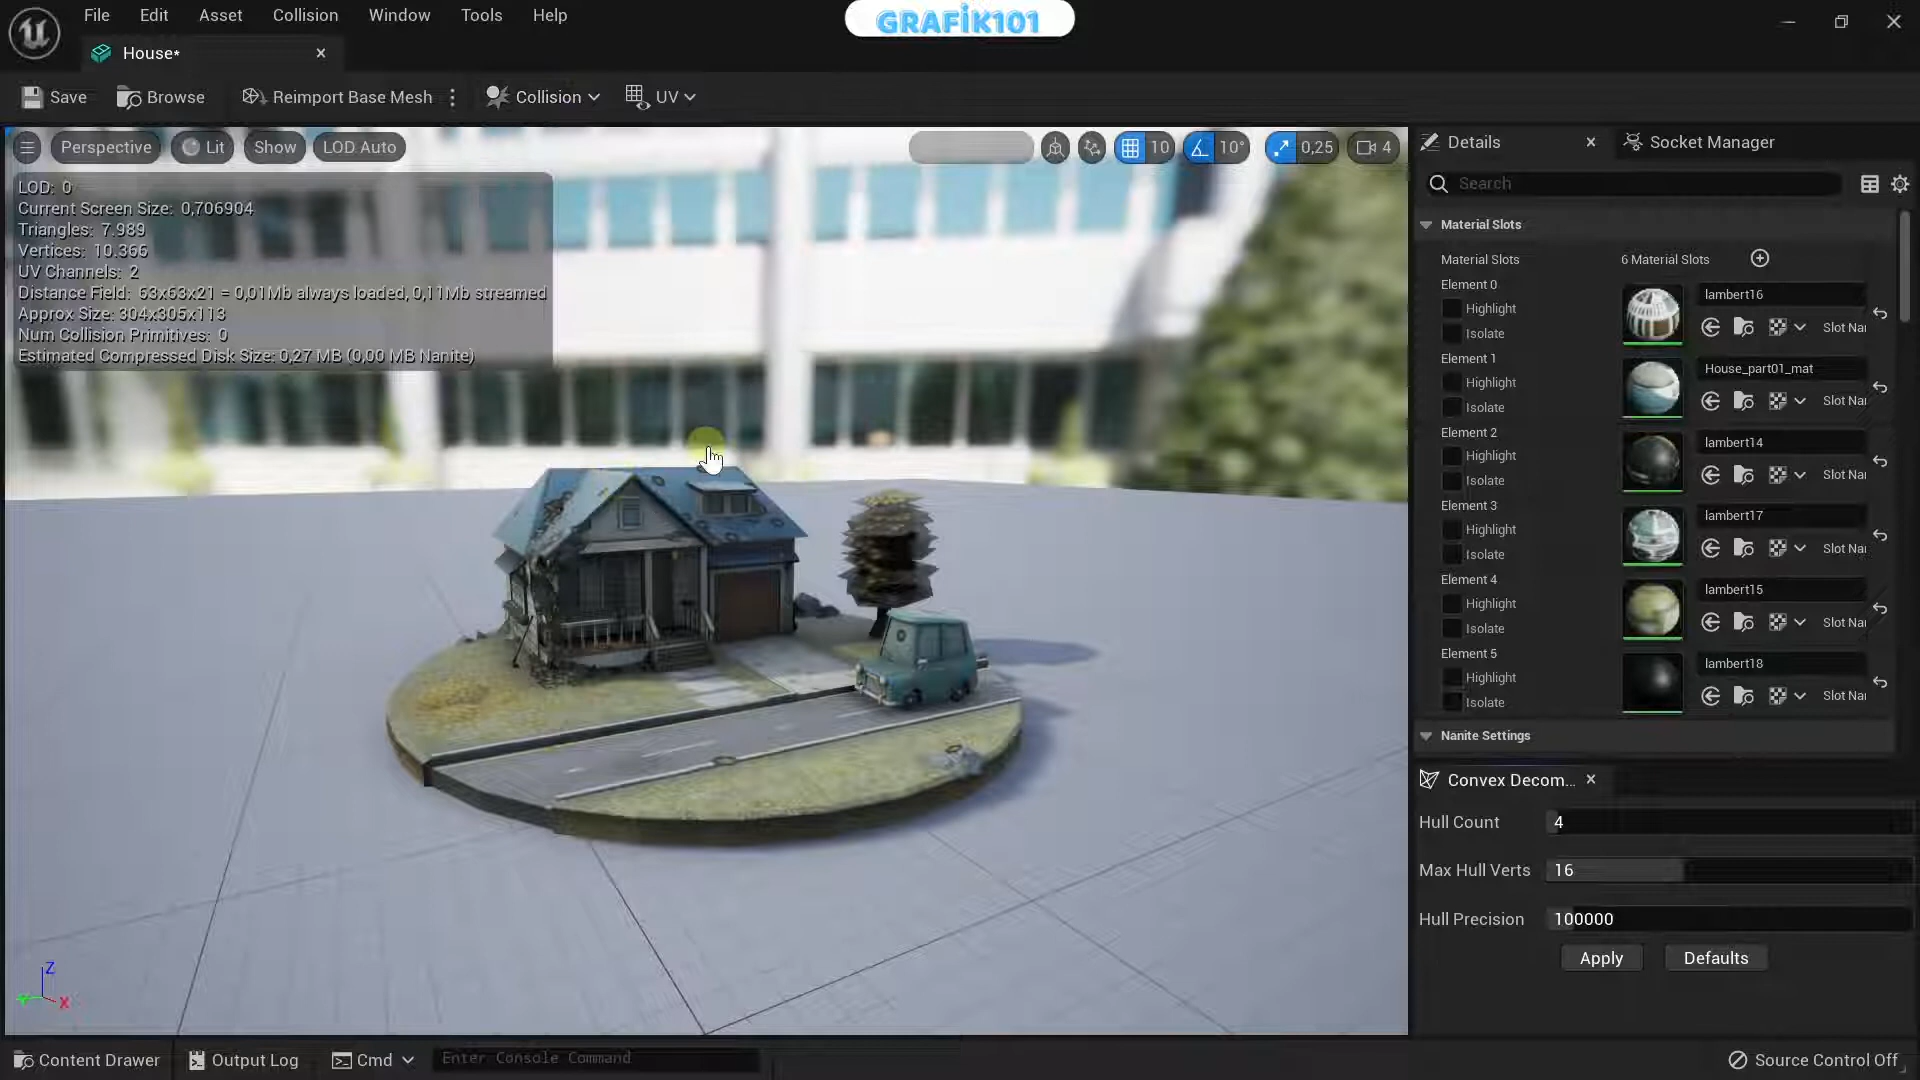 File Edit Asset Collision Window Tools Help
GRAFİK101
House*
Save Browse Reimport Base Mesh Collision UV
Perspective Lit Show LOD Auto 10 10° 0,25 4
LOD: 0
Current Screen Size: 0,706904
Triangles: 7.989
Vertices: 10.366
UV Channels: 2
Distance Field: 63x63x21 = 0,01Mb always loaded, 0,11Mb streamed
Approx Size: 304x305x113
Num Collision Primitives: 0
Estimated Compressed Disk Size: 0,27 MB (0,00 MB Nanite)
Z
X
Details Socket Manager
Search
Material Slots
Material Slots 6 Material Slots
Element 0 lambert16
Highlight
Isolate Slot Nar
Element 1 House_part01_mat
Highlight
Isolate Slot Nar
Element 2 lambert14
Highlight
Isolate Slot Nar
Element 3 lambert17
Highlight
Isolate Slot Nar
Element 4 lambert15
Highlight
Isolate Slot Nar
Element 5 lambert18
Highlight
Isolate Slot Nar
Nanite Settings
Convex Decom...
Hull Count 4
Max Hull Verts 16
Hull Precision 100000
Apply Defaults
Content Drawer Output Log Cmd Enter Console Command Source Control Off